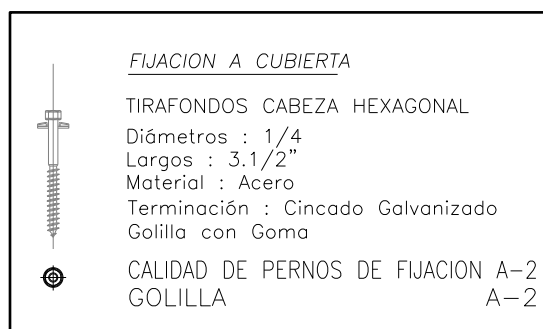 FIJACION A CUBIERTA
TIRAFONDOS CABEZA HEXAGONAL
Diámetros : 1/4
Largos : 3.1/2”
Material : Acero
Terminación : Cincado Galvanizado
Golilla con Goma
CALIDAD DE PERNOS DE FIJACION A-2
GOLILLA A-2